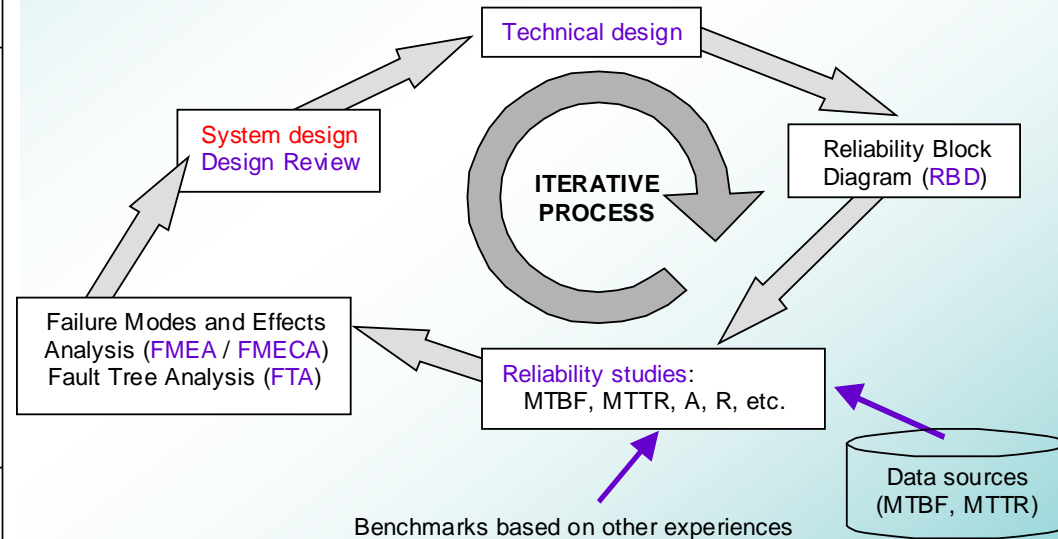 Technical design
System design
Design Review
Reliability Block
Diagram (RBD)
ITERATIVE
PROCESS
Failure Modes and Effects
Analysis (FMEA / FMECA)
Fault Tree Analysis (FTA)
Reliability studies:
MTBF, MTTR, A, R, etc.
Data sources
(MTBF, MTTR)
Benchmarks based on other experiences